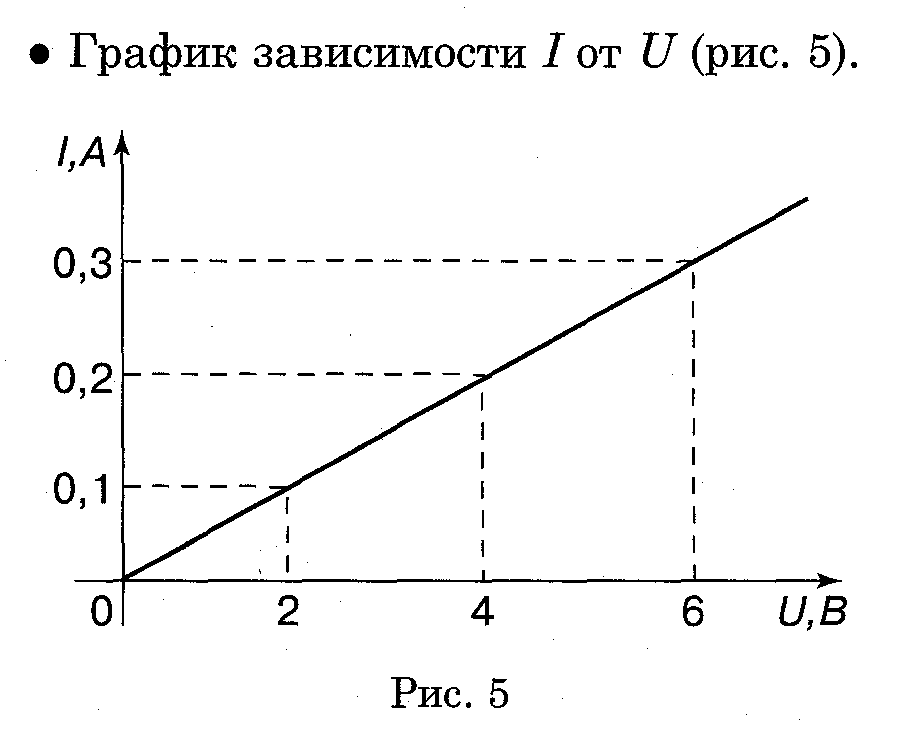 • График зависимости I от U (рис. 5).
I,A
0,3
0,2
0,1
0 2 4 6 U,B
Рис. 5